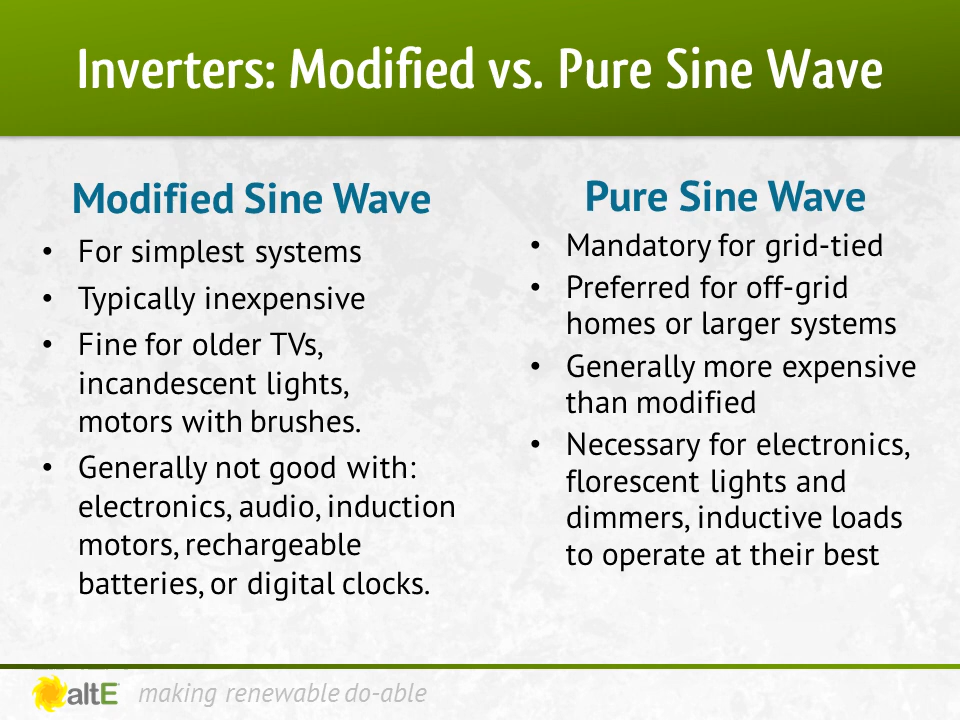 Inverters: Modified vs. Pure Sine Wave
Modified Sine Wave
• For simplest systems
• Typically inexpensive
• Fine for older TVs,
incandescent lights,
motors with brushes.
• Generally not good with:
electronics, audio, induction
motors, rechargeable
batteries, or digital clocks.
Pure Sine Wave
• Mandatory for grid-tied
• Preferred for off-grid
homes or larger systems
• Generally more expensive
than modified
• Necessary for electronics,
florescent lights and
dimmers, inductive loads
to operate at their best
altE making renewable do-able